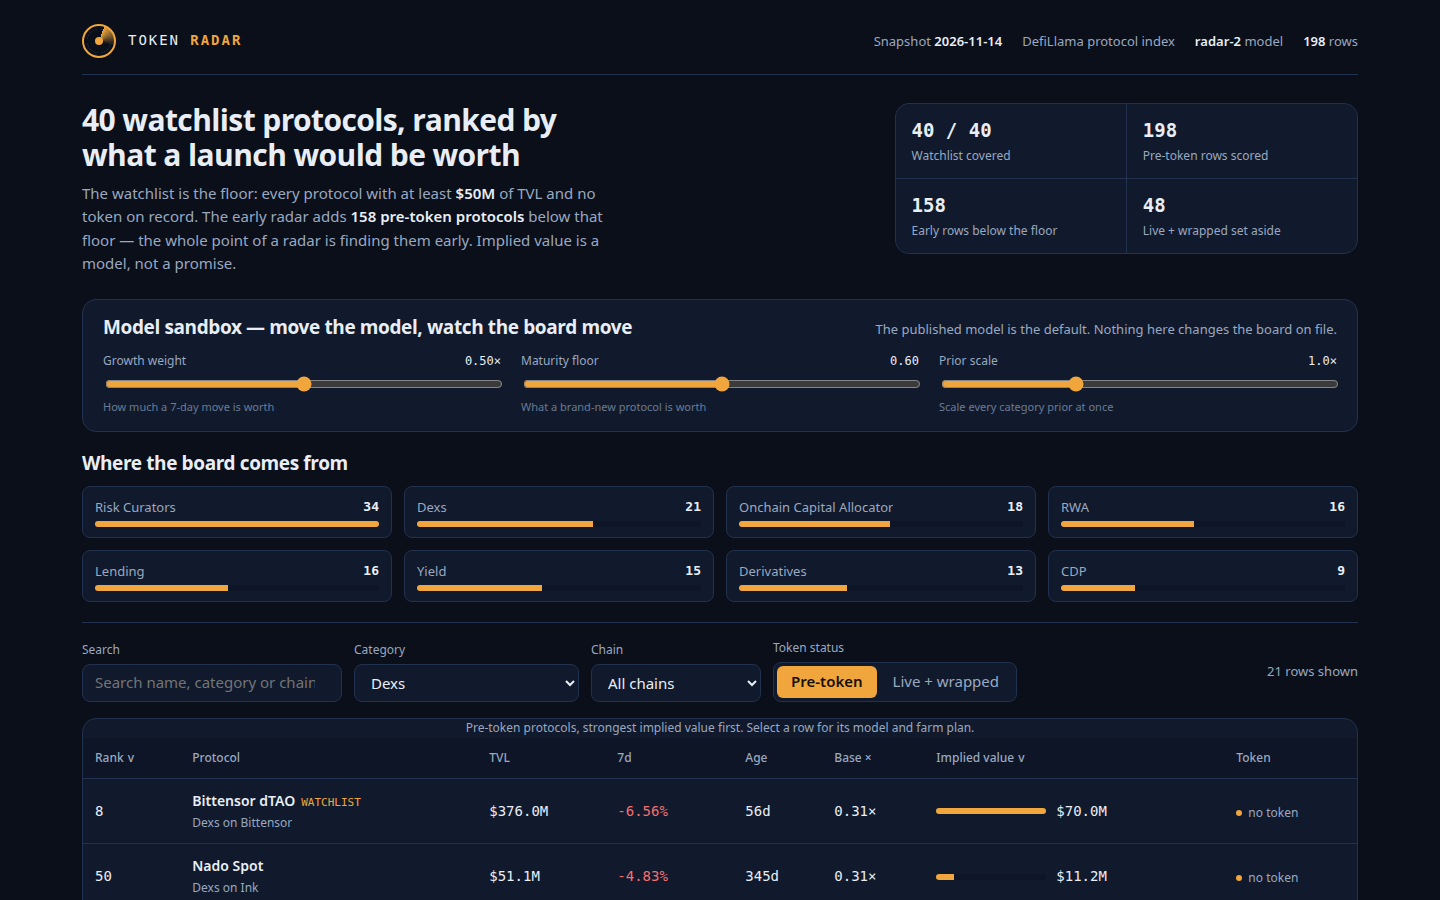 TOKEN RADAR
Snapshot 2026-11-14 DefiLlama protocol index radar-2 model 198 rows
40 watchlist protocols, ranked by
what a launch would be worth
The watchlist is the floor: every protocol with at least $50M of TVL and no
token on record. The early radar adds 158 pre-token protocols below that
floor — the whole point of a radar is finding them early. Implied value is a
model, not a promise.
40 / 40
Watchlist covered
198
Pre-token rows scored
158
Early rows below the floor
48
Live + wrapped set aside
Model sandbox — move the model, watch the board move
The published model is the default. Nothing here changes the board on file.
Growth weight 0.50×
How much a 7-day move is worth
Maturity floor 0.60
What a brand-new protocol is worth
Prior scale 1.0×
Scale every category prior at once
Where the board comes from
Risk Curators 34
Dexs 21
Onchain Capital Allocator 18
RWA 16
Lending 16
Yield 15
Derivatives 13
CDP 9
Search
Search name, category or chain
Category
Dexs
Chain
All chains
Token status
Pre-token Live + wrapped
21 rows shown
Pre-token protocols, strongest implied value first. Select a row for its model and farm plan.
Rank v Protocol TVL 7d Age Base × Implied value v Token
8 Bittensor dTAO WATCHLIST $376.0M -6.56% 56d 0.31× $70.0M no token
Dexs on Bittensor
50 Nado Spot $51.1M -4.83% 345d 0.31× $11.2M no token
Dexs on Ink